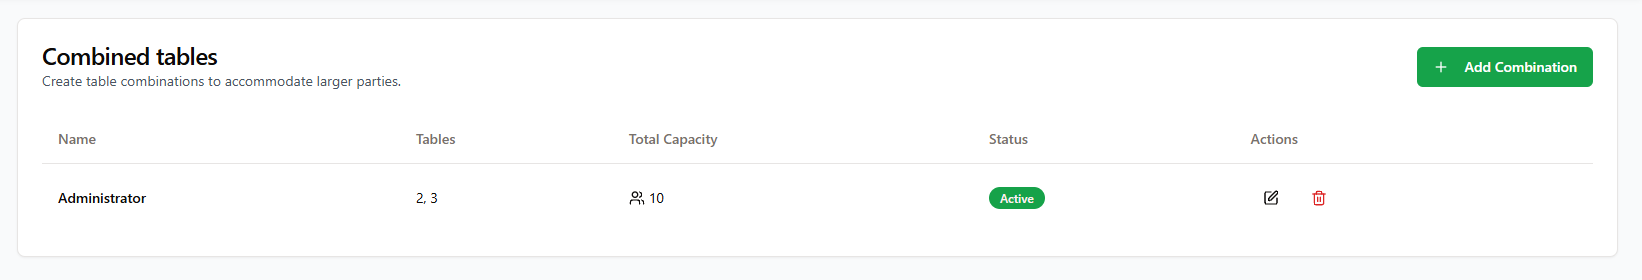 Combined tables
Create table combinations to accommodate larger parties.
Add Combination
Name Tables Total Capacity Status Actions
Administrator 2, 3 10 Active